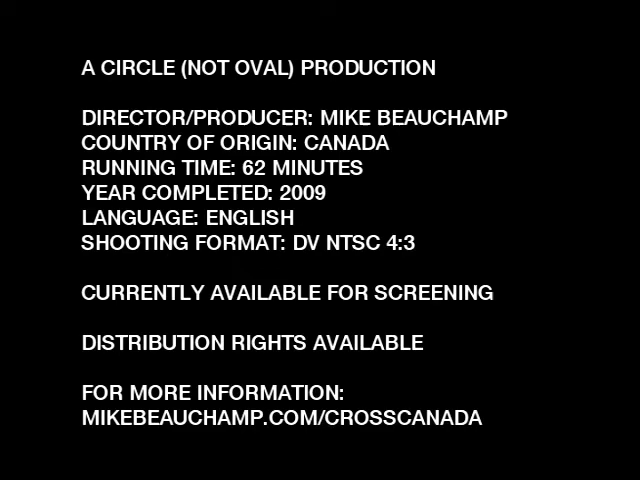 A CIRCLE (NOT OVAL) PRODUCTION
DIRECTOR/PRODUCER: MIKE BEAUCHAMP
COUNTRY OF ORIGIN: CANADA
RUNNING TIME: 62 MINUTES
YEAR COMPLETED: 2009
LANGUAGE: ENGLISH
SHOOTING FORMAT: DV NTSC 4:3
CURRENTLY AVAILABLE FOR SCREENING
DISTRIBUTION RIGHTS AVAILABLE
FOR MORE INFORMATION:
MIKEBEAUCHAMP.COM/CROSSCANADA